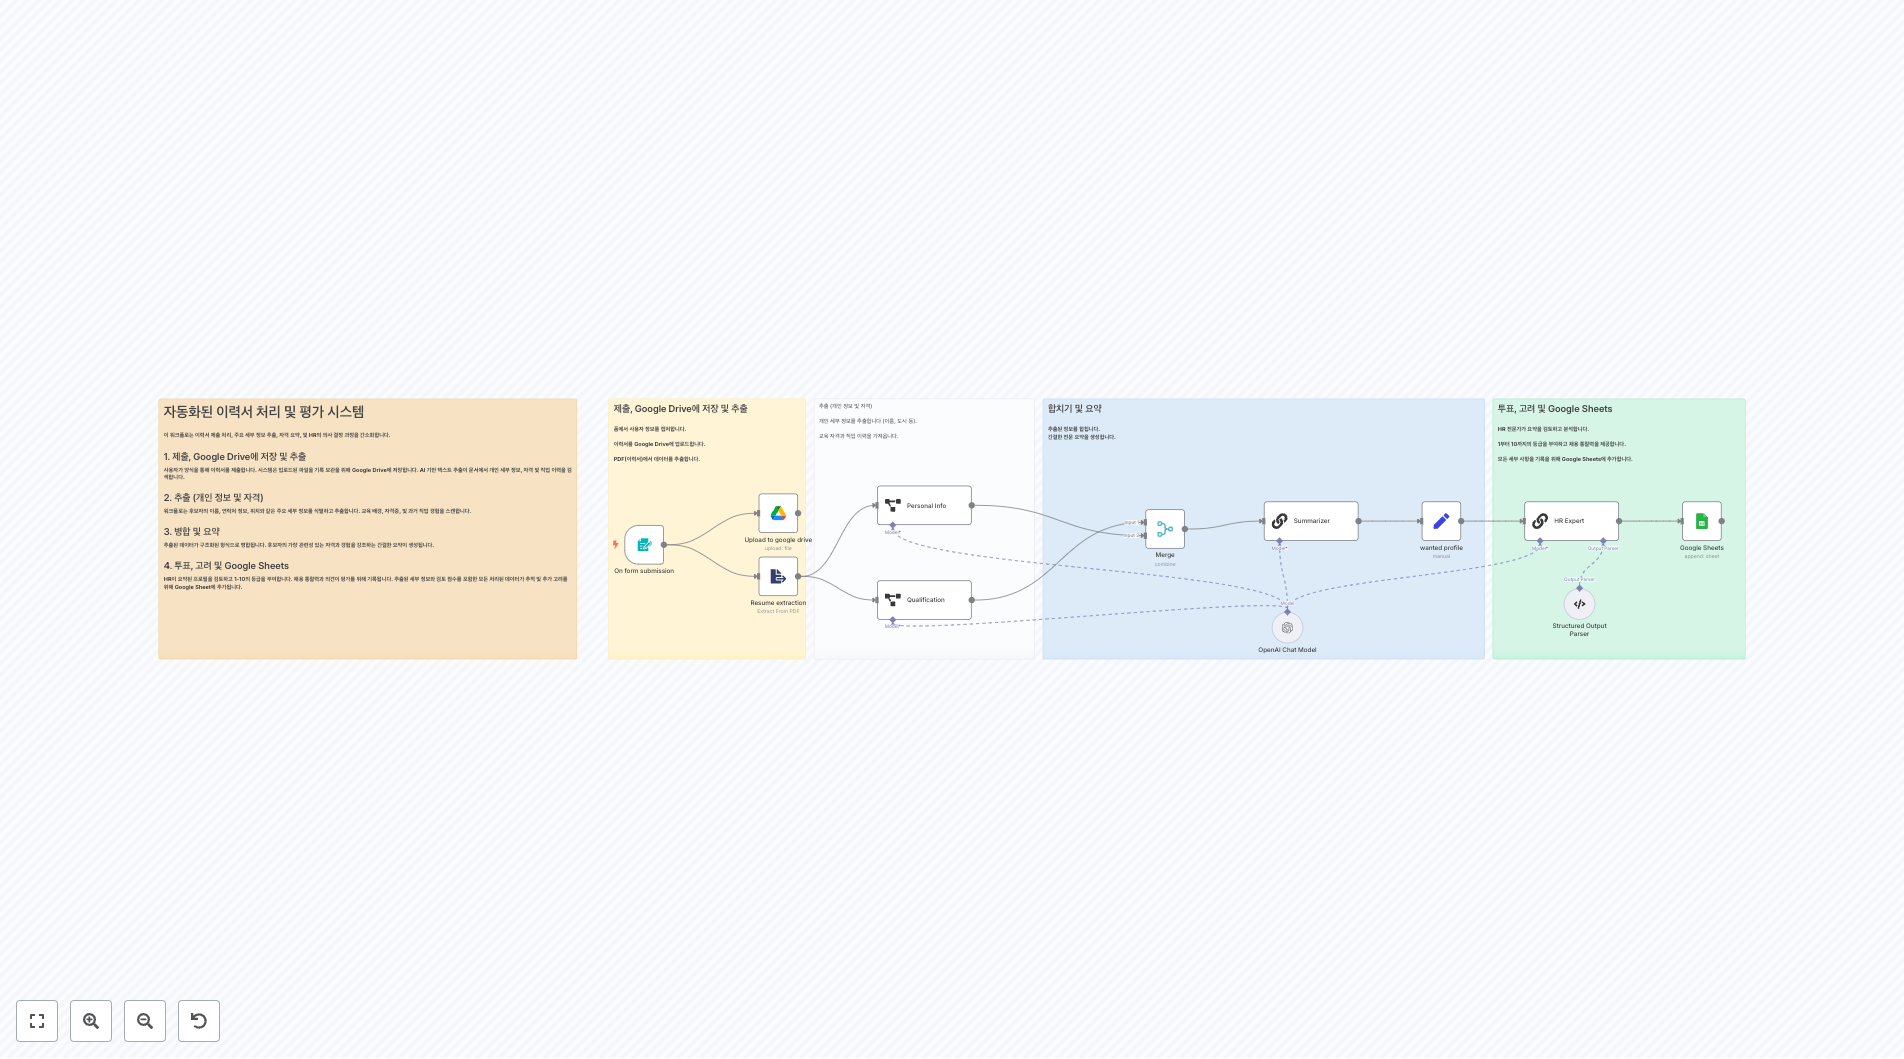 자동화된 이력서 처리 및 평가 시스템
이 워크플로는 이력서 제출 처리, 주요 세부 정보 추출, 자격 요약, 및 HR의 의사 결정 과정을 간소화합니다.
1. 제출, Google Drive에 저장 및 추출
사용자가 양식을 통해 이력서를 제출합니다. 시스템은 업로드된 파일을 기록 보관을 위해 Google Drive에 저장합니다. AI 기반 텍스트 추출이 문서에서 개인 세부 정보, 자격 및 직업 이력을 검
색합니다.
2. 추출 (개인 정보 및 자격)
워크플로는 후보자의 이름, 연락처 정보, 위치와 같은 주요 세부 정보를 식별하고 추출합니다. 교육 배경, 자격증, 및 과거 직업 경험을 스캔합니다.
3. 병합 및 요약
추출된 데이터가 구조화된 형식으로 병합됩니다. 후보자의 가장 관련성 있는 자격과 경험을 강조하는 간결한 요약이 생성됩니다.
4. 투표, 고려 및 Google Sheets
HR이 요약된 프로필을 검토하고 1-10의 등급을 부여합니다. 채용 통찰력과 의견이 평가를 위해 기록됩니다. 추출된 세부 정보와 검토 점수를 포함한 모든 처리된 데이터가 추적 및 추가 고려를
위해 Google Sheet에 추가됩니다.
제출, Google Drive에 저장 및 추출
폼에서 사용자 정보를 캡처합니다.
이력서를 Google Drive에 업로드합니다.
PDF(이력서)에서 데이터를 추출합니다.
On form submission
Upload to google drive
upload: file
Resume extraction
Extract From PDF
추출 (개인 정보 및 자격)
개인 세부 정보를 추출합니다 (이름, 도시 등).
교육 자격과 직업 이력을 가져옵니다.
Personal Info
Model*
Qualification
Model*
합치기 및 요약
추출된 정보를 합칩니다.
간결한 전문 요약을 생성합니다.
Input 1
Input 2
Merge
combine
Summarizer
Model*
wanted profile
manual
Model
OpenAI Chat Model
투표, 고려 및 Google Sheets
HR 전문가가 요약을 검토하고 분석합니다.
1부터 10까지의 등급을 부여하고 채용 통찰력을 제공합니다.
모든 세부 사항을 기록을 위해 Google Sheets에 추가합니다.
HR Expert
Model*
Output Parser
Output Parser
Structured Output
Parser
Google Sheets
append: sheet